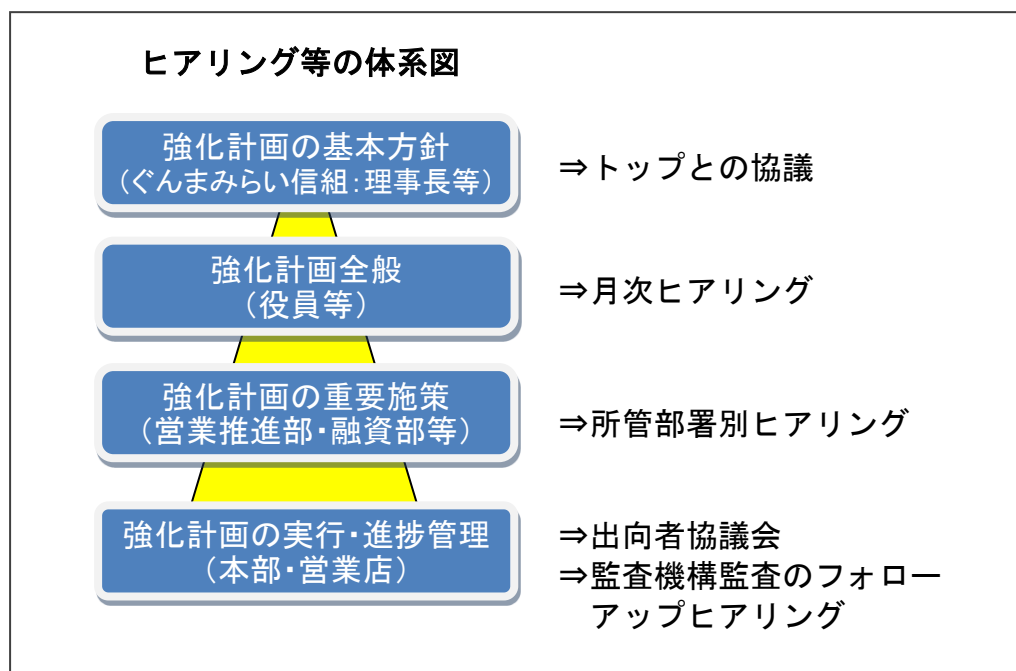 ヒアリング等の体系図
強化計画の基本方針
（ぐんまみらい信組：理事長等）
⇒トップとの協議
強化計画全般
（役員等）
⇒月次ヒアリング
強化計画の重要施策
（営業推進部・融資部等）
⇒所管部署別ヒアリング
強化計画の実行・進捗管理
（本部・営業店）
⇒出向者協議会
⇒監査機構監査のフォロー
アップヒアリング